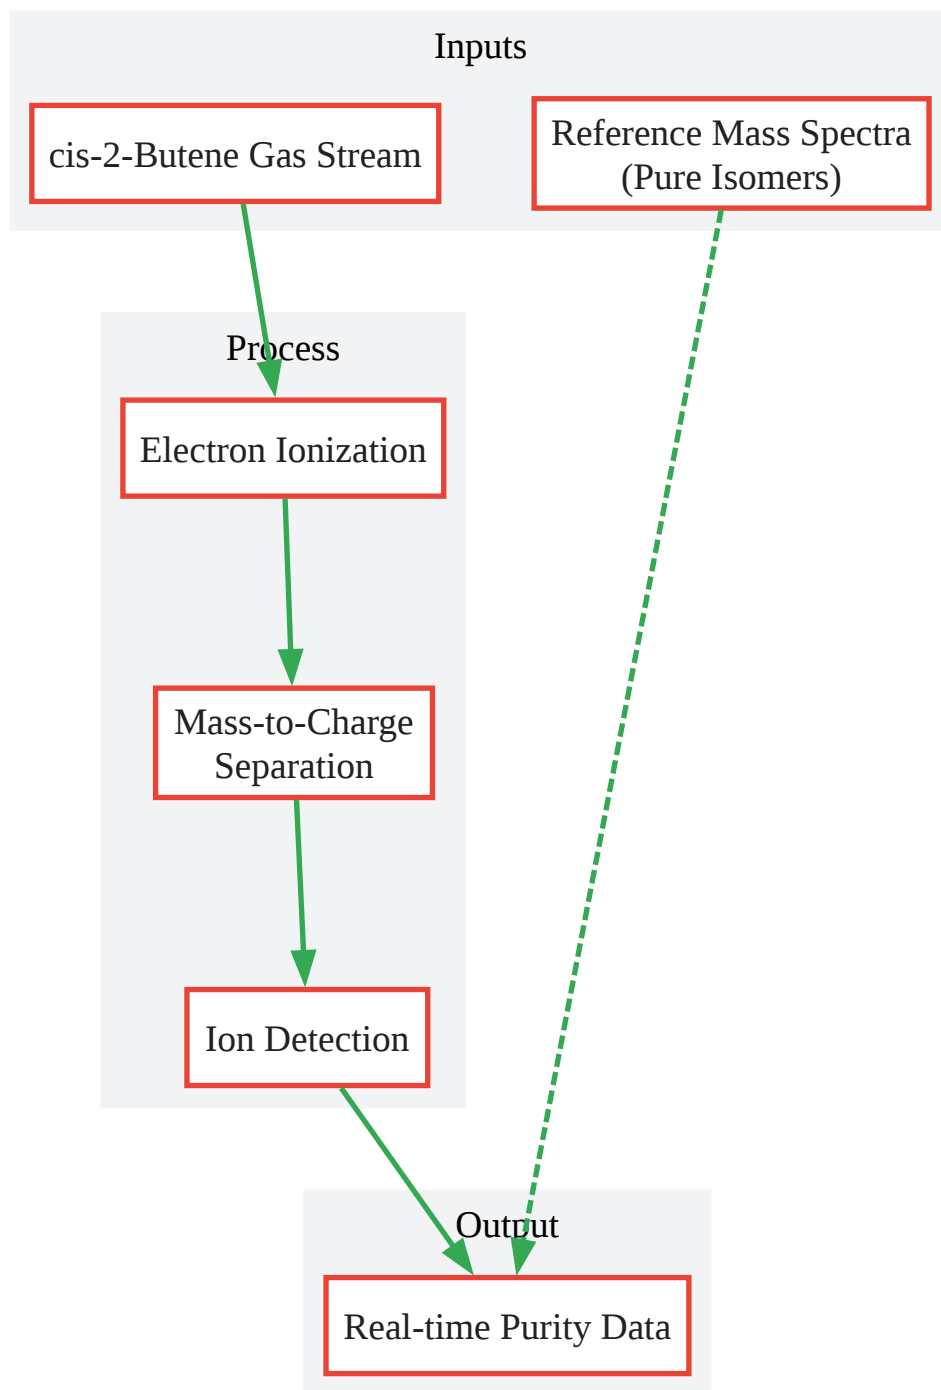 Inputs
cis-2-Butene Gas Stream
Reference Mass Spectra
(Pure Isomers)
Process
Electron Ionization
Mass-to-Charge
Separation
Ion Detection
Output
Real-time Purity Data